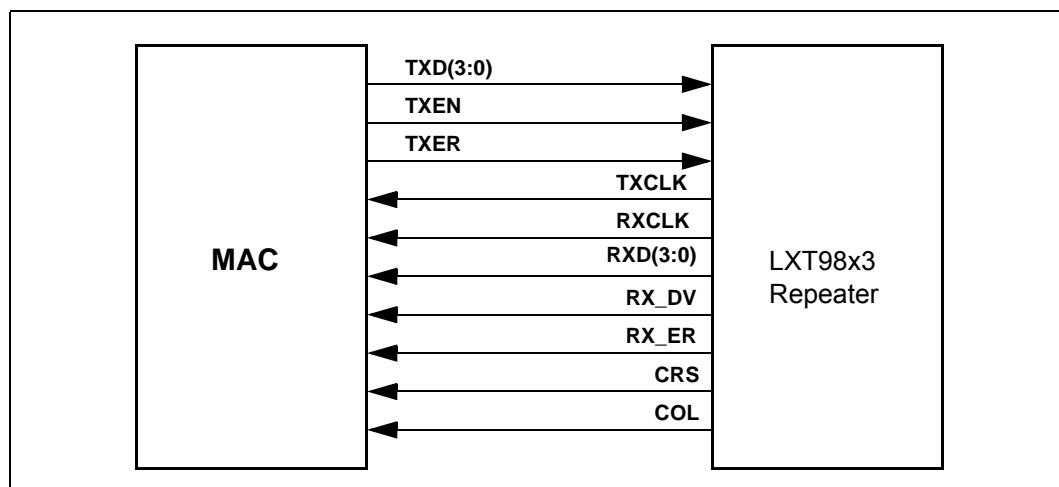 TXD(3:0)
TXEN
TXER
TXCLK
RXCLK
RXD(3:0)
MAC
LXT98x3
Repeater
RX_DV
RX_ER
CRS
COL